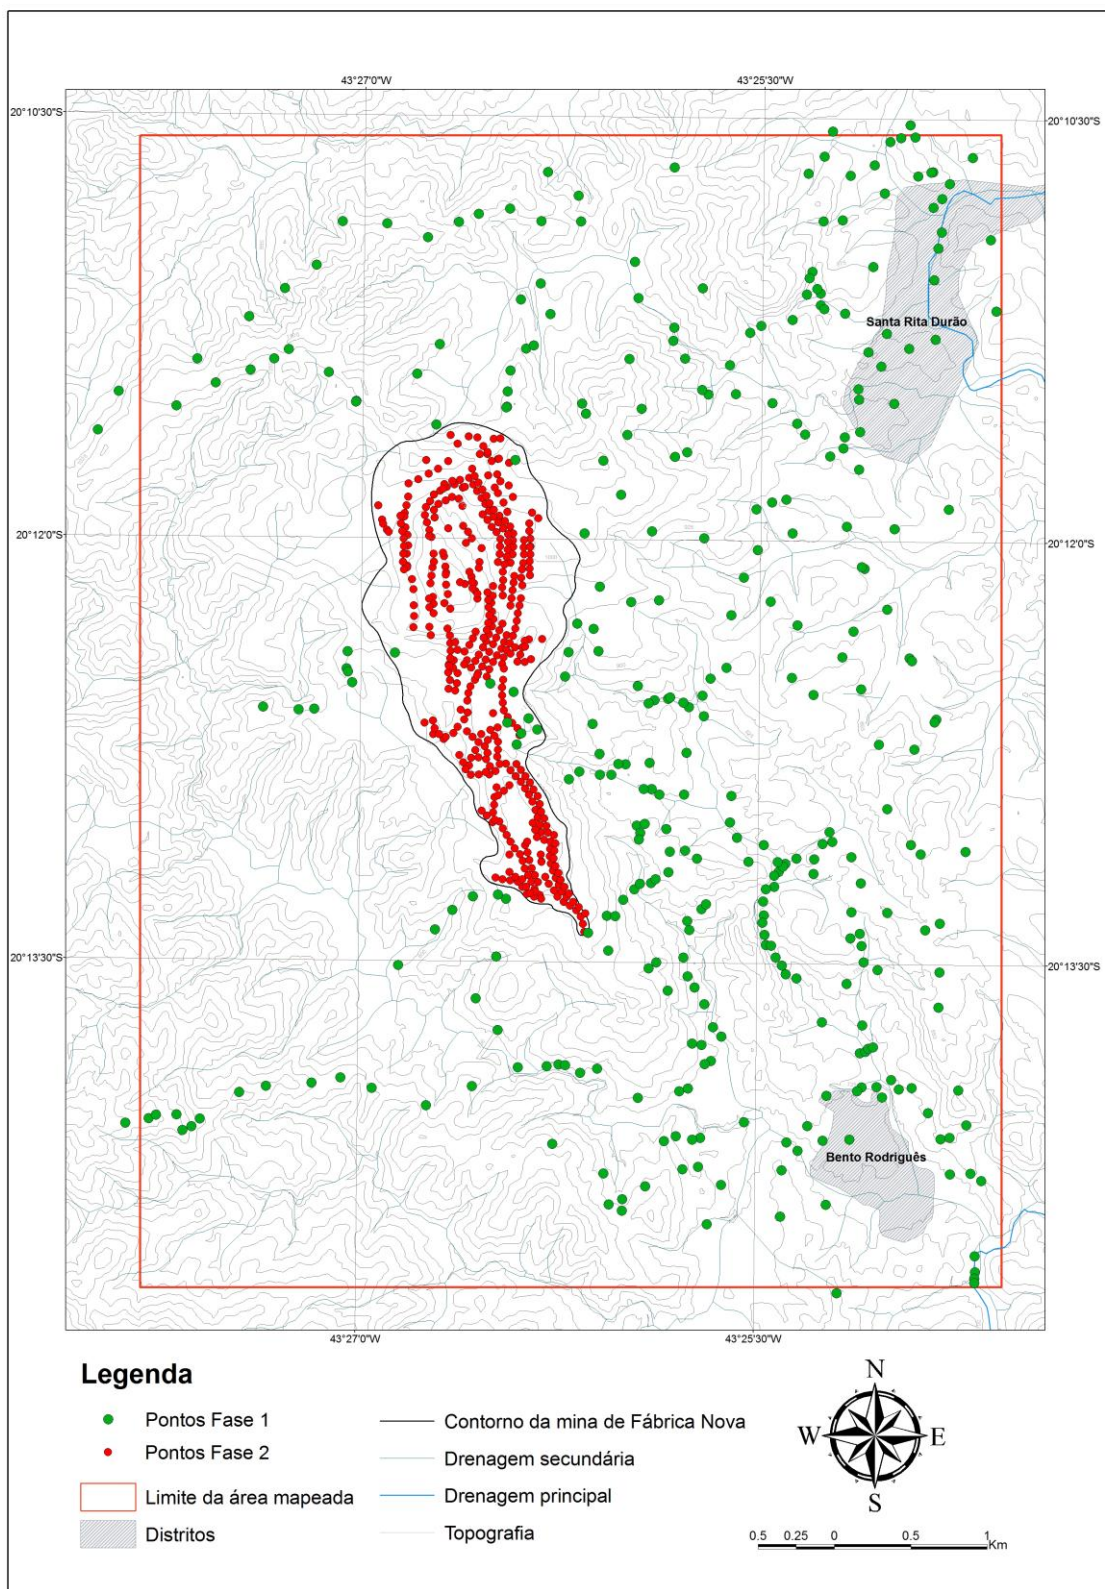 43°27'0"W
43°25'30"W
20°10'30"S
20°10'30"S
Santa Rita Durão
20°12'0"S
20°12'0"S
20°13'30"S
20°13'30"S
Bento Rodriguês
43°27'0"W
43°25'30"W
Legenda
Pontos Fase 1
Pontos Fase 2
Limite da área mapeada
Distritos
Contorno da mina de Fábrica Nova
Drenagem secundária
Drenagem principal
Topografia
N
W
E
S
0.5 0.25 0 0.5 1
Km